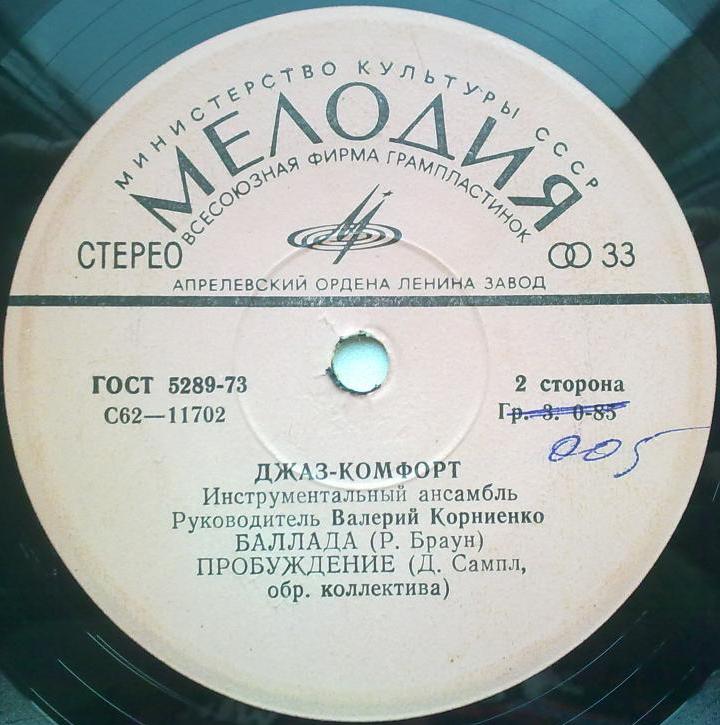 МИНИСТЕРСТВО КУЛЬТУРЫ СССР
МЕЛОДИЯ
ВСЕСОЮЗНАЯ ФИРМА ГРАМПЛАСТИНОК
СТЕРЕО
33
АПРЕЛЕВСКИЙ ОРДЕНА ЛЕНИНА ЗАВОД
ГОСТ 5289-73
2 сторона
С62—11702
Гр. 3. 0-85
005
ДЖАЗ-КОМФОРТ
Инструментальный ансамбль
Руководитель Валерий Корниенко
БАЛЛАДА (Р. Браун)
ПРОБУЖДЕНИЕ (Д. Сампл,
обр. коллектива)